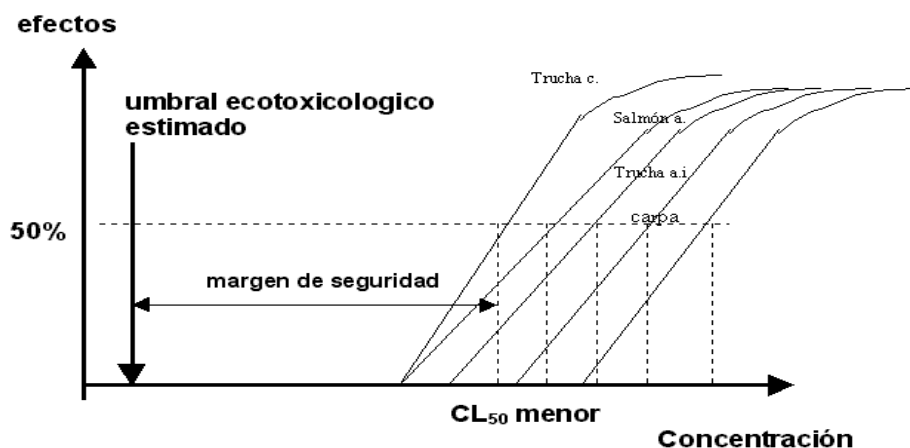 efectos
Trucha c.
umbral ecotoxicologico
estimado
Salmón a.
Trucha a.i.
carpa
50%
margen de seguridad
CL50 menor
Concentración